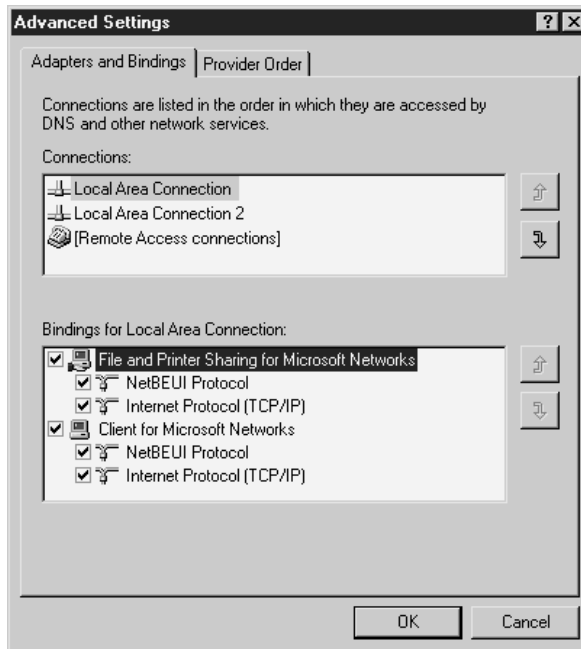 Advanced Settings
Adapters and Bindings Provider Order
Connections are listed in the order in which they are accessed by
DNS and other network services.
Connections:
Local Area Connection
Local Area Connection 2
[Remote Access connections]
Bindings for Local Area Connection:
File and Printer Sharing for Microsoft Networks
NetBEUI Protocol
Internet Protocol (TCP/IP)
Client for Microsoft Networks
NetBEUI Protocol
Internet Protocol (TCP/IP)
OK Cancel